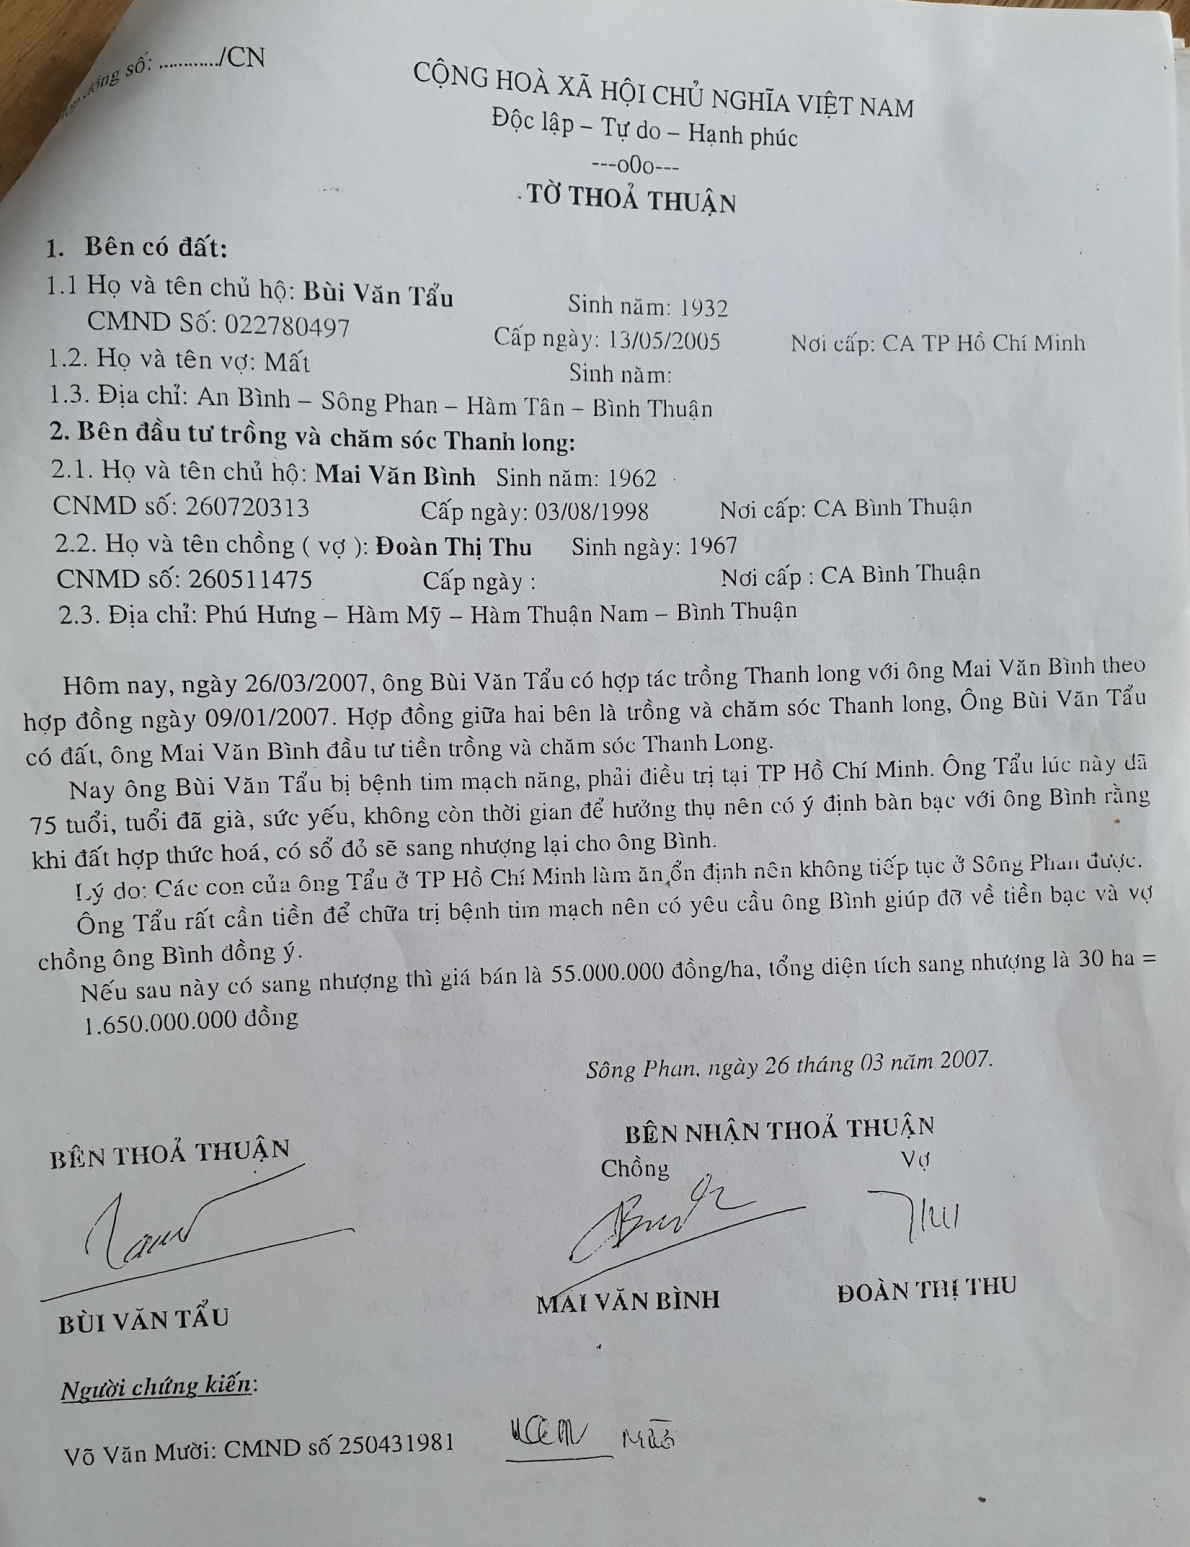 ồng số: ............/CN
CỘNG HOÀ XÃ HỘI CHỦ NGHĨA VIỆT NAM
Độc lập – Tự do – Hạnh phúc
---o0o---
TỜ THOẢ THUẬN
1. Bên có đất:
1.1 Họ và tên chủ hộ: Bùi Văn Tẩu Sinh năm: 1932
CMND Số: 022780497 Cấp ngày: 13/05/2005 Nơi cấp: CA TP Hồ Chí Minh
1.2. Họ và tên vợ: Mất Sinh năm:
1.3. Địa chỉ: An Bình – Sông Phan – Hàm Tân – Bình Thuận
2. Bên đầu tư trồng và chăm sóc Thanh long:
2.1. Họ và tên chủ hộ: Mai Văn Bình Sinh năm: 1962
CNMD số: 260720313 Cấp ngày: 03/08/1998 Nơi cấp: CA Bình Thuận
2.2. Họ và tên chồng ( vợ ): Đoàn Thị Thu Sinh ngày: 1967
CNMD số: 260511475 Cấp ngày : Nơi cấp : CA Bình Thuận
2.3. Địa chỉ: Phú Hưng – Hàm Mỹ – Hàm Thuận Nam – Bình Thuận
Hôm nay, ngày 26/03/2007, ông Bùi Văn Tẩu có hợp tác trồng Thanh long với ông Mai Văn Bình theo
hợp đồng ngày 09/01/2007. Hợp đồng giữa hai bên là trồng và chăm sóc Thanh long, Ông Bùi Văn Tẩu
có đất, ông Mai Văn Bình đầu tư tiền trồng và chăm sóc Thanh Long.
Nay ông Bùi Văn Tẩu bị bệnh tim mạch năng, phải điều trị tại TP Hồ Chí Minh. Ông Tẩu lúc này đã
75 tuổi, tuổi đã già, sức yếu, không còn thời gian để hưởng thụ nên có ý định bàn bạc với ông Bình rằng
khi đất hợp thức hoá, có sổ đỏ sẽ sang nhượng lại cho ông Bình.
Lý do: Các con của ông Tẩu ở TP Hồ Chí Minh làm ăn ổn định nên không tiếp tục ở Sông Phan được.
Ông Tẩu rất cần tiền để chữa trị bệnh tim mạch nên có yêu cầu ông Bình giúp đỡ về tiền bạc và vợ
chồng ông Bình đồng ý.
Nếu sau này có sang nhượng thì giá bán là 55.000.000 đồng/ha, tổng diện tích sang nhượng là 30 ha =
1.650.000.000 đồng
Sông Phan, ngày 26 tháng 03 năm 2007.
BÊN THOẢ THUẬN BÊN NHẬN THOẢ THUẬN
Chồng Vợ
BÙI VĂN TẨU MAI VĂN BÌNH ĐOÀN THỊ THU
Người chứng kiến:
Võ Văn Mười: CMND số 250431981